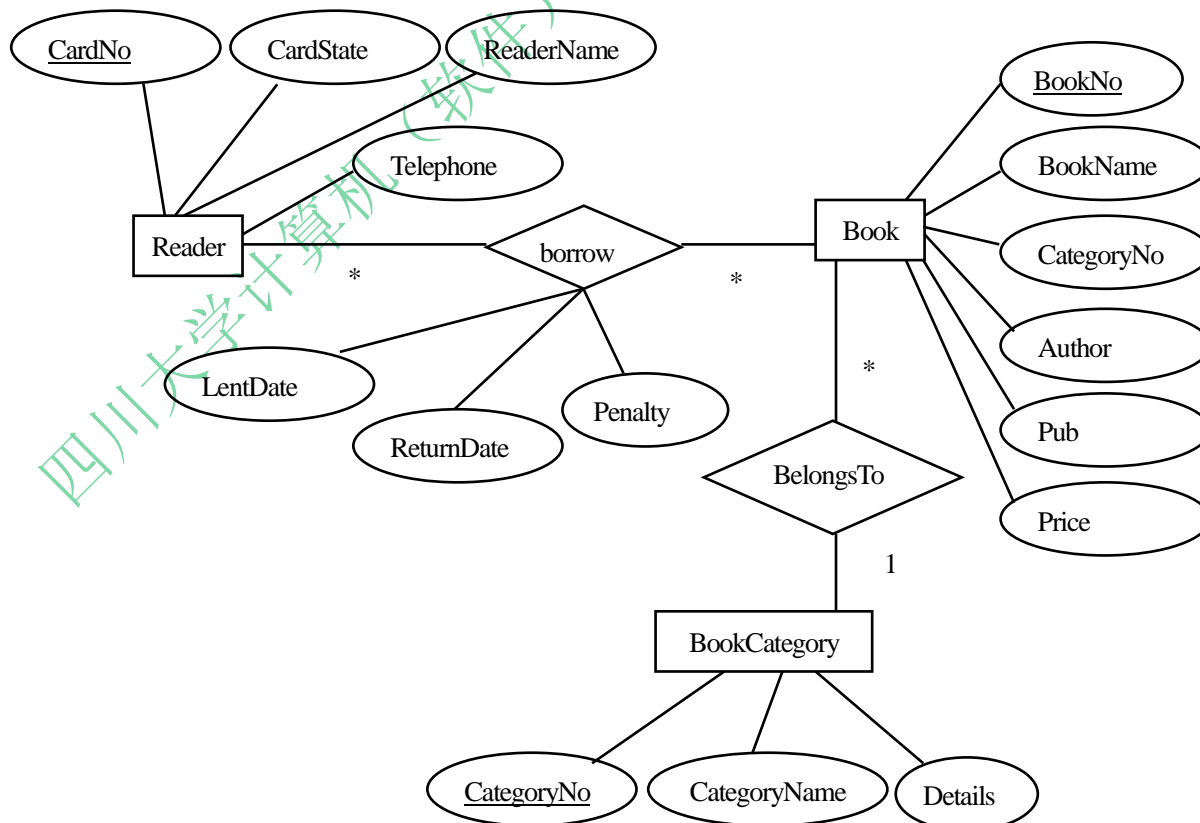 CardNo
CardState
ReaderName
BookNo
Telephone
BookName
Reader
Book
borrow
CategoryNo
*
*
LentDate
Author
*
Penalty
ReturnDate
Pub
BelongsTo
Price
1
BookCategory
CategoryNo
CategoryName
Details
四川大学计算机（软件）